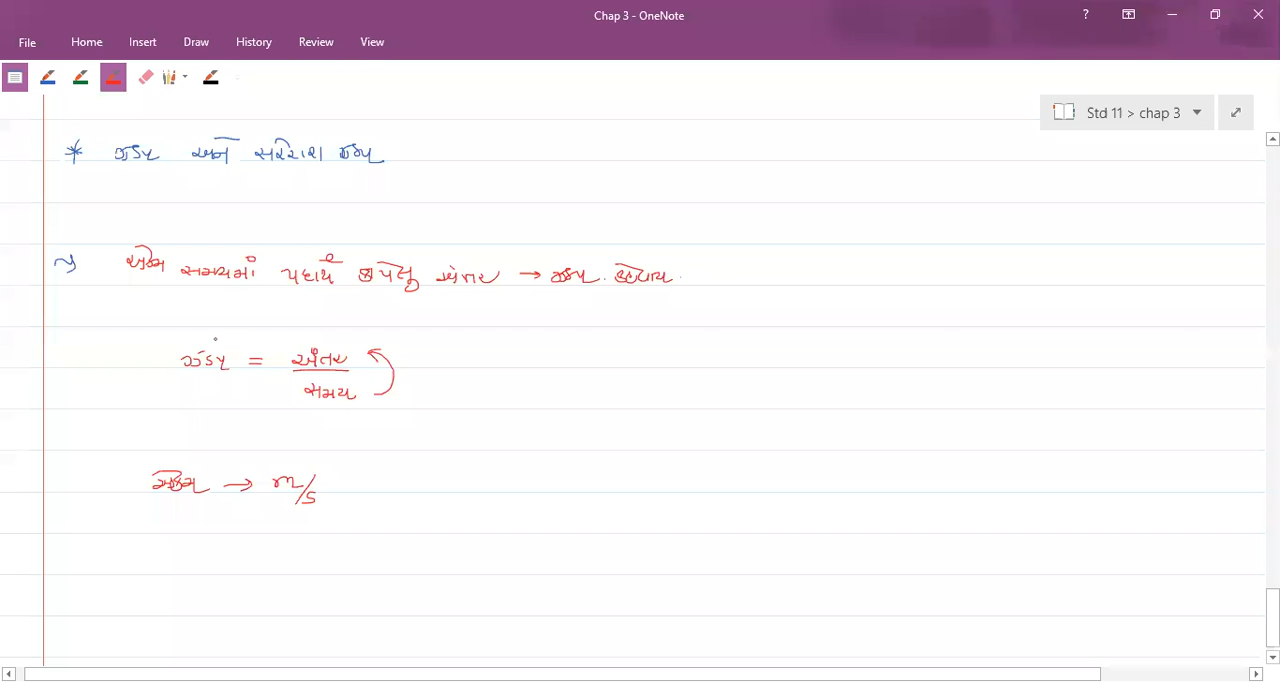 Chap 3 - OneNote
?
File Home Insert Draw History Review View
Std 11 > chap 3
* ઝડપ અને સરેરાશ ઝડપ
એકમ સમયમાં પદાર્થે કાપેલુ અંતર → ઝડપ કહેવાય.
ઝડપ = અંતર
સમય
એકમ → m/s